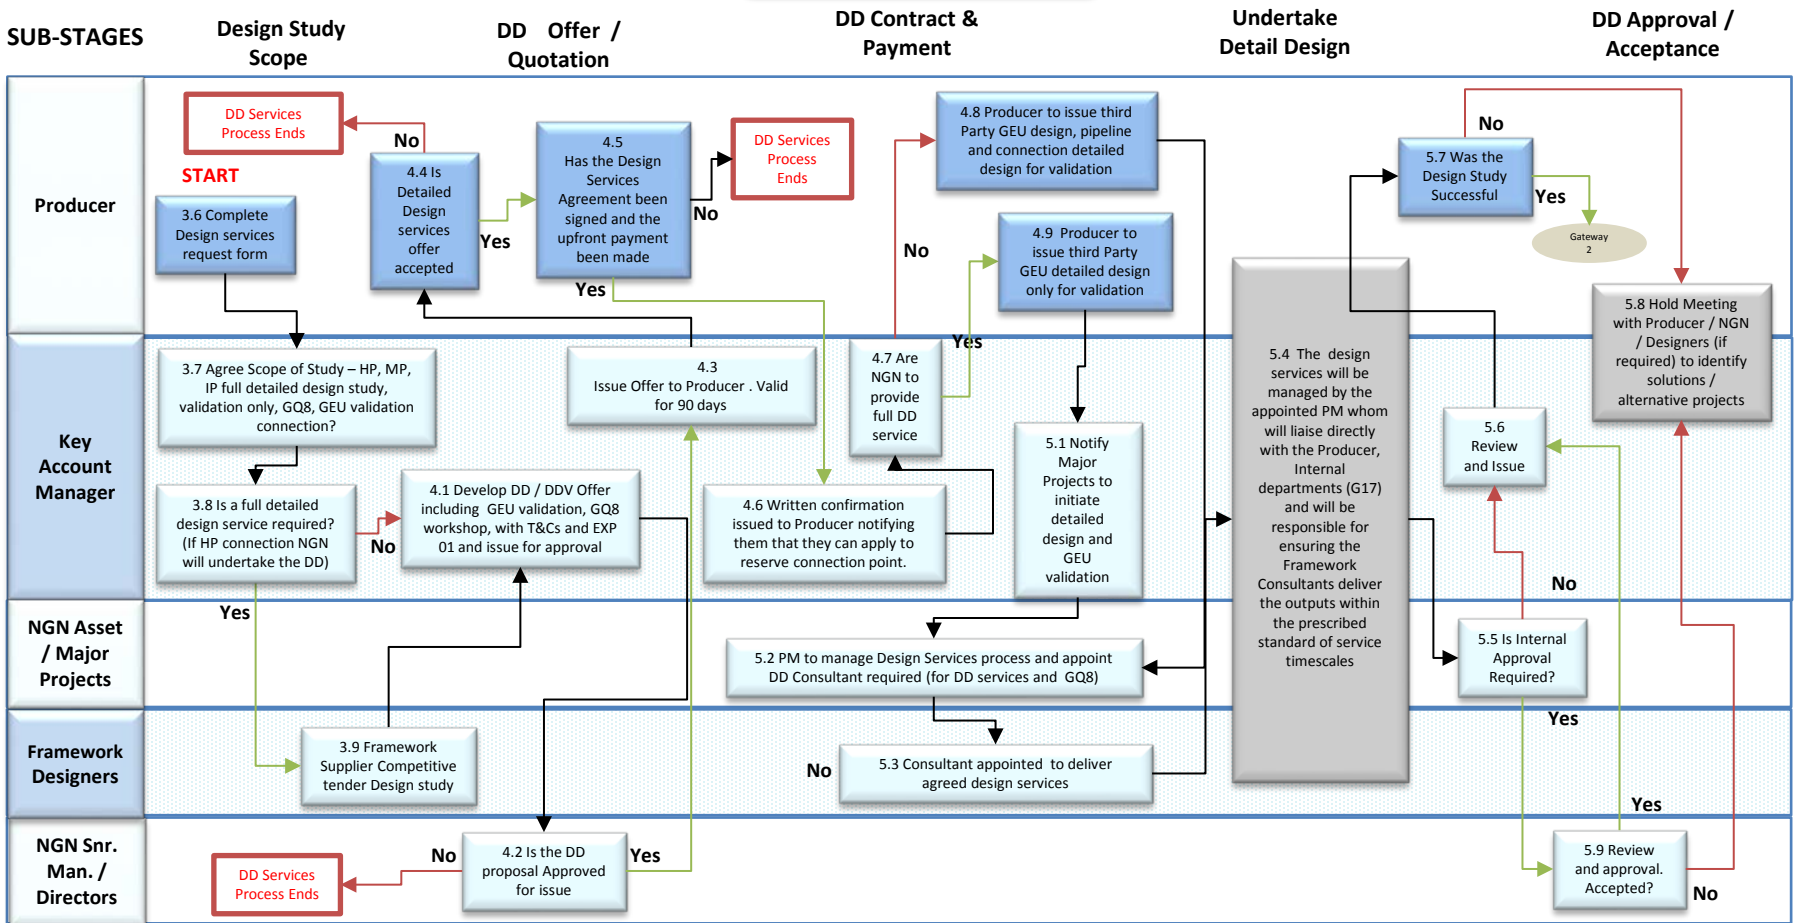 SUB-STAGES
Design Study
Scope
DD Offer /
Quotation
DD Contract &
Payment
Undertake
Detail Design
DD Approval /
Acceptance
Producer
DD Services
Process Ends
No
START
3.6 Complete
Design services
request form
4.4 Is
Detailed
Design
services
offer
accepted
Yes
4.5
Has the Design
Services
Agreement been
signed and the
upfront payment
been made
No
Yes
DD Services
Process
Ends
4.8 Producer to issue third
Party GEU design, pipeline
and connection detailed
design for validation
No
4.9 Producer to
issue third Party
GEU detailed design
only for validation
Yes
5.7 Was the
Design Study
Successful
No
Yes
Gateway
2
5.8 Hold Meeting
with Producer / NGN
/ Designers (if
required) to identify
solutions /
alternative projects
Key
Account
Manager
3.7 Agree Scope of Study – HP, MP,
IP full detailed design study,
validation only, GQ8, GEU validation
connection?
3.8 Is a full detailed
design service required?
(If HP connection NGN
will undertake the DD)
No
Yes
4.1 Develop DD / DDV Offer
including GEU validation, GQ8
workshop, with T&Cs and EXP
01 and issue for approval
4.3
Issue Offer to Producer . Valid
for 90 days
4.7 Are
NGN to
provide
full DD
service
4.6 Written confirmation
issued to Producer notifying
them that they can apply to
reserve connection point.
5.1 Notify
Major
Projects to
initiate
detailed
design and
GEU
validation
5.4 The design
services will be
managed by the
appointed PM whom
will liaise directly
with the Producer,
Internal
departments (G17)
and will be
responsible for
ensuring the
Framework
Consultants deliver
the outputs within
the prescribed
standard of service
timescales
5.6
Review
and Issue
No
NGN Asset
/ Major
Projects
5.2 PM to manage Design Services process and appoint
DD Consultant required (for DD services and GQ8)
5.5 Is Internal
Approval
Required?
Yes
Framework
Designers
3.9 Framework
Supplier Competitive
tender Design study
No
5.3 Consultant appointed to deliver
agreed design services
Yes
NGN Snr.
Man. /
Directors
DD Services
Process Ends
No
4.2 Is the DD
proposal Approved
for issue
Yes
5.9 Review
and approval.
Accepted?
No